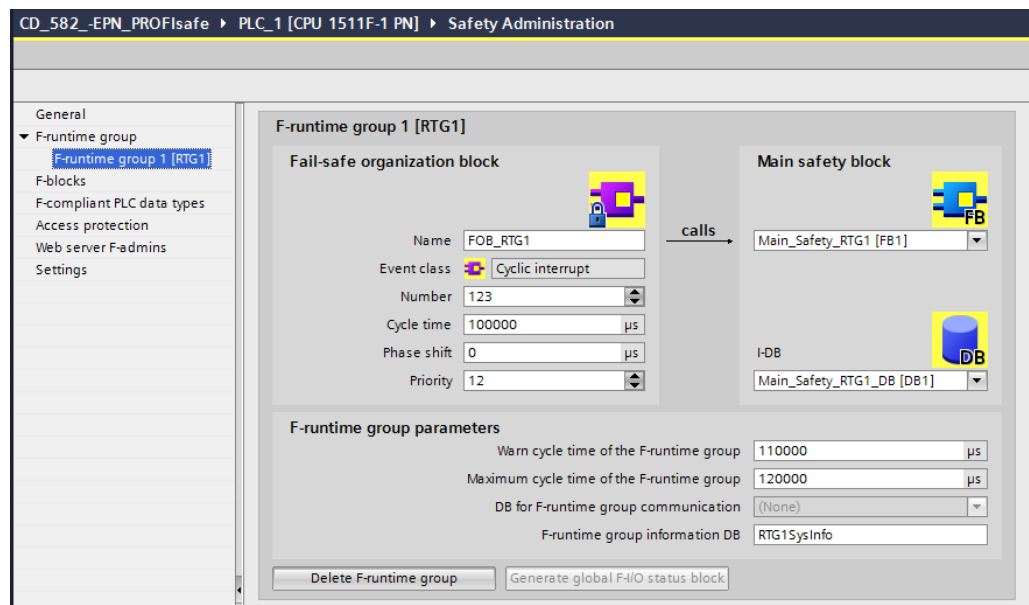 CD_582_-EPN_PROFIsafe ▸ PLC_1 [CPU 1511F-1 PN] ▸ Safety Administration
General
F-runtime group
F-runtime group 1 [RTG1]
F-blocks
F-compliant PLC data types
Access protection
Web server F-admins
Settings
F-runtime group 1 [RTG1]
Fail-safe organization block
Name FOB_RTG1
Event class Cyclic interrupt
Number 123
Cycle time 100000 µs
Phase shift 0 µs
Priority 12
calls
Main safety block
FB
Main_Safety_RTG1 [FB1]
I-DB
DB
Main_Safety_RTG1_DB [DB1]
F-runtime group parameters
Warn cycle time of the F-runtime group 110000 µs
Maximum cycle time of the F-runtime group 120000 µs
DB for F-runtime group communication (None)
F-runtime group information DB RTG1SysInfo
Delete F-runtime group Generate global F-I/O status block